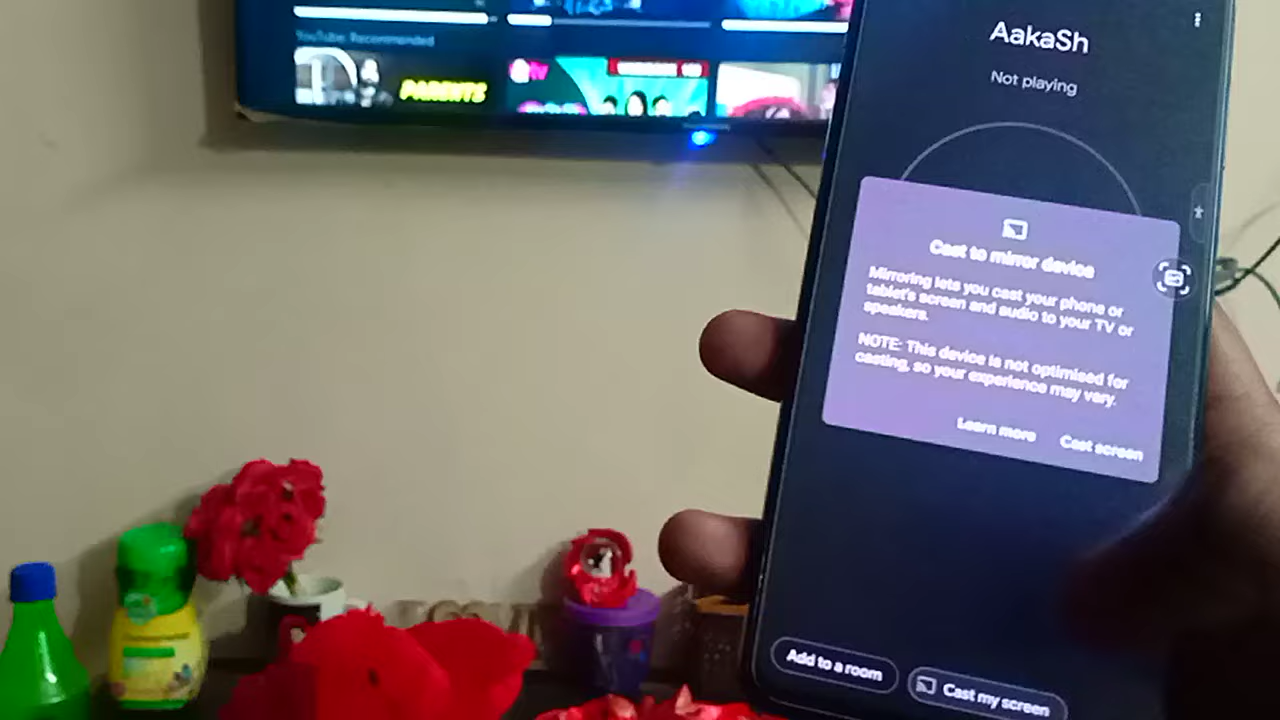 YouTube: Recommended
PARENTS
tv
AakaSh
Not playing
Cast to mirror device
Mirroring lets you cast your phone or
tablet's screen and audio to your TV or
speakers.
NOTE: This device is not optimised for
casting, so your experience may vary.
Learn more
Cast screen
Add to a room
Cast my screen